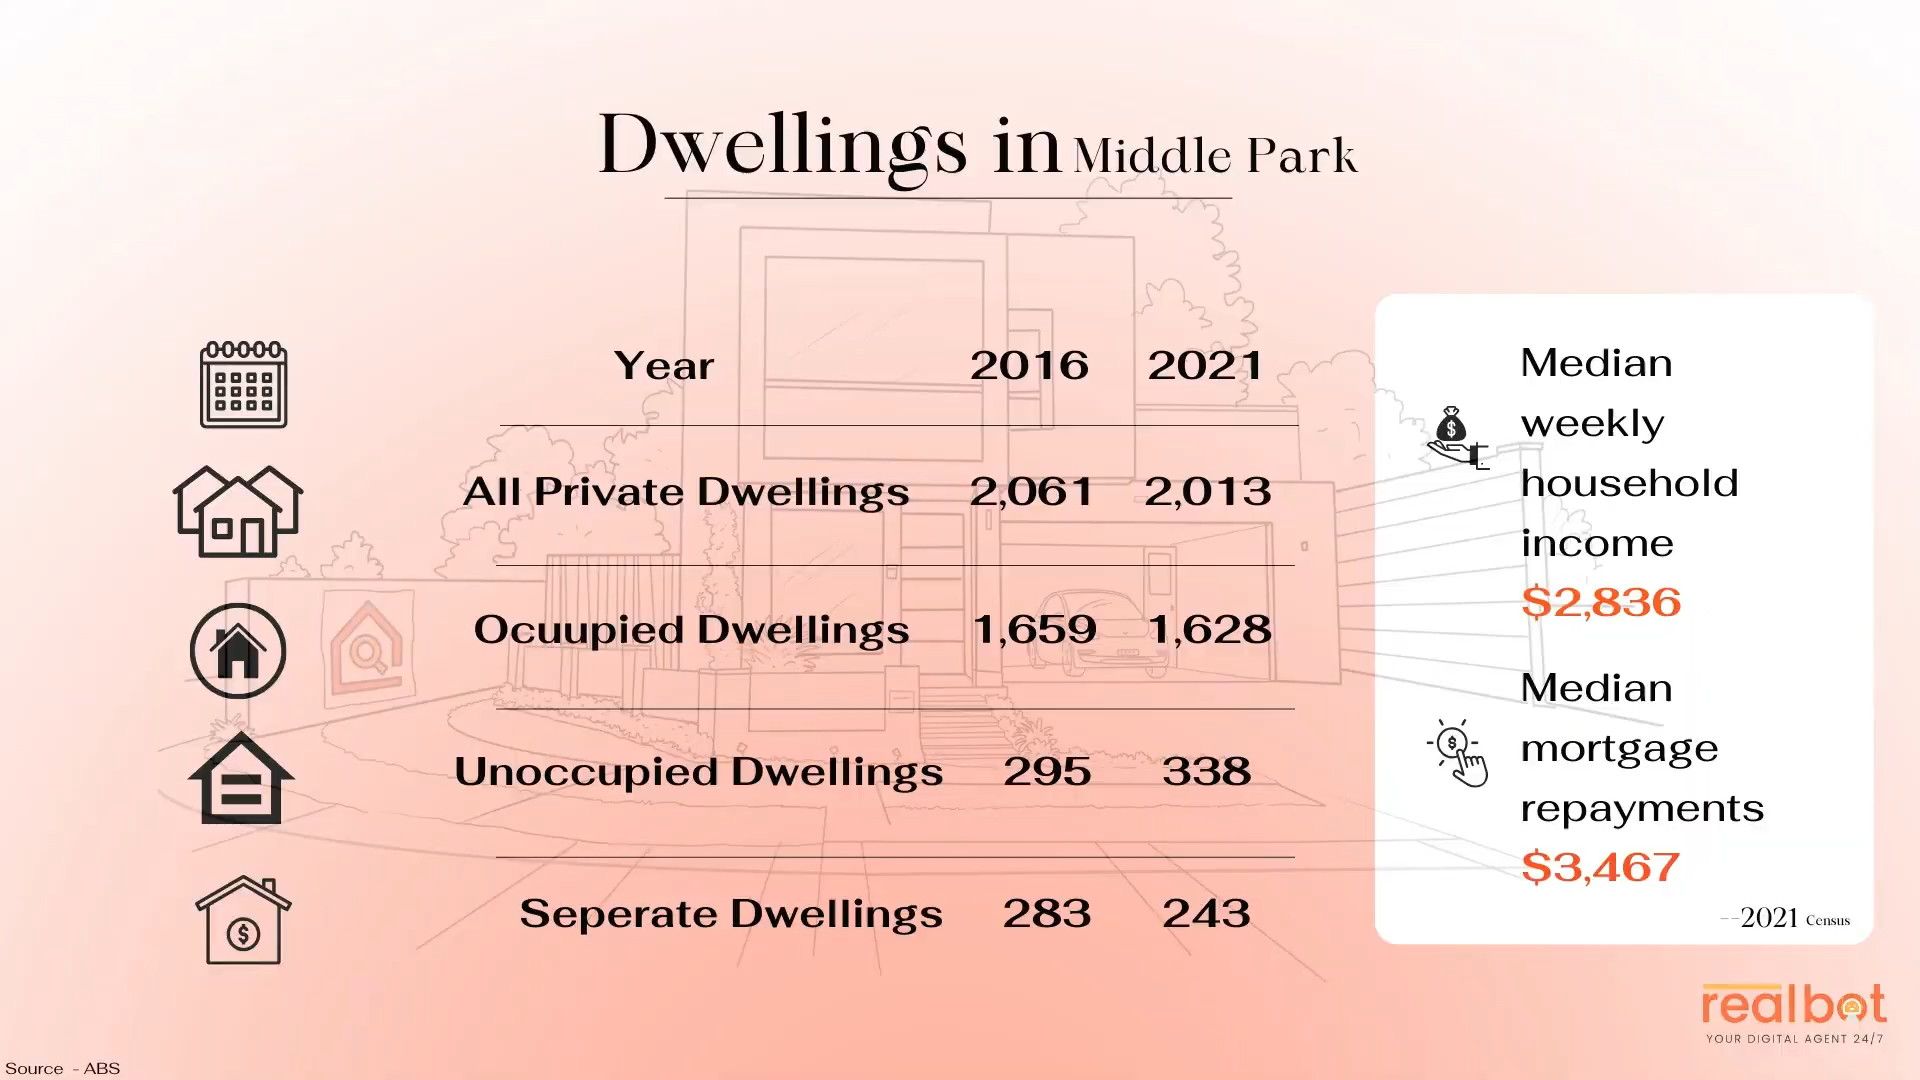 Dwellings in Middle Park
Year 2016 2021
All Private Dwellings 2,061 2,013
Ocuupied Dwellings 1,659 1,628
Unoccupied Dwellings 295 338
Seperate Dwellings 283 243
Median
weekly
household
income
$2,836
Median
mortgage
repayments
$3,467
--2021 Census
realbot
YOUR DIGITAL AGENT 24/7
Source - ABS